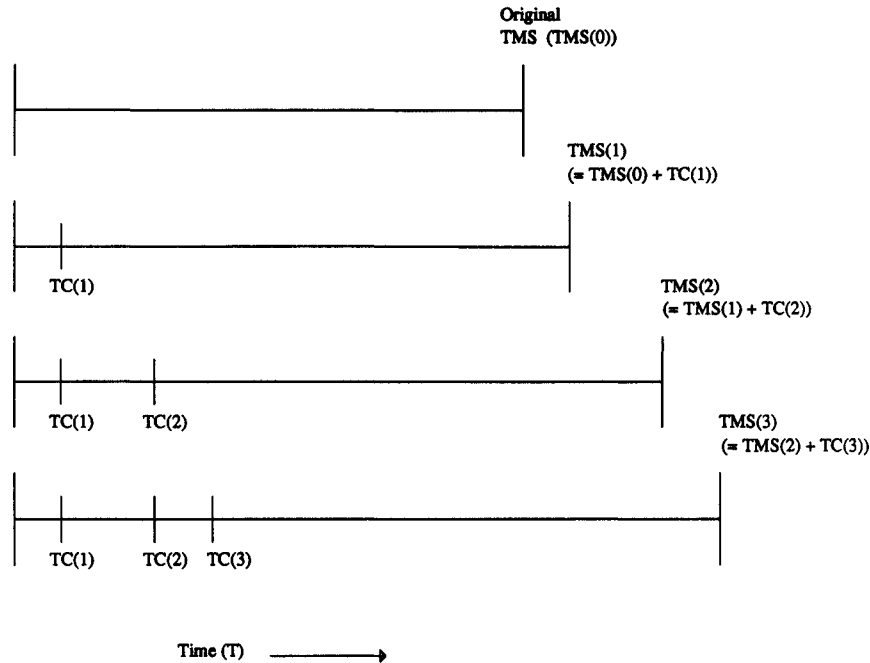 Original
TMS (TMS(0))
TMS(1)
(= TMS(0) + TC(1))
TC(1)
TMS(2)
(= TMS(1) + TC(2))
TC(1) TC(2)
TMS(3)
(= TMS(2) + TC(3))
TC(1) TC(2) TC(3)
Time (T)